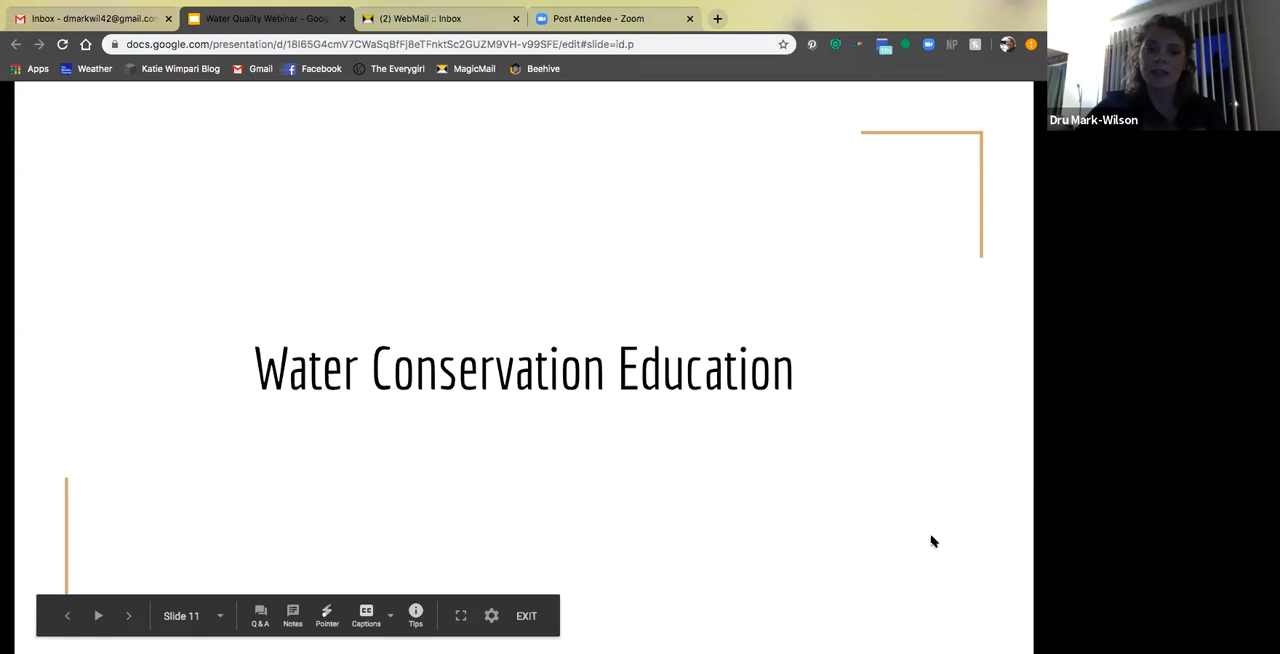 Inbox - dmarkwil42@gmail.com
Water Quality Webinar - Goog
(2) WebMail :: Inbox
Post Attendee - Zoom
docs.google.com/presentation/d/18I65G4cmV7CWaSqBfFj8eTFnktSc2GUZM9VH-v99SFE/edit#slide=id.p
NP
Apps
Weather
Katie Wimpari Blog
Gmail
Facebook
The Everygirl
MagicMail
Beehive
Dru Mark-Wilson
Water Conservation Education
Slide 11
Q & A
Notes
Pointer
Captions
Tips
EXIT